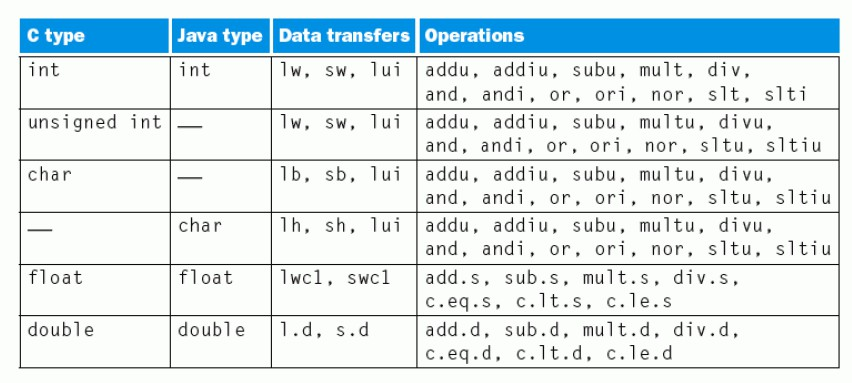 C type Java type Data transfers Operations
int int lw, sw, lui addu, addiu, subu, mult, div,
and, andi, or, ori, nor, slt, slti
unsigned int — lw, sw, lui addu, addiu, subu, multu, divu,
and, andi, or, ori, nor, sltu, sltiu
char — lb, sb, lui addu, addiu, subu, multu, divu,
and, andi, or, ori, nor, sltu, sltiu
— char lh, sh, lui addu, addiu, subu, multu, divu,
and, andi, or, ori, nor, sltu, sltiu
float float lwc1, swc1 add.s, sub.s, mult.s, div.s,
c.eq.s, c.lt.s, c.le.s
double double l.d, s.d add.d, sub.d, mult.d, div.d,
c.eq.d, c.lt.d, c.le.d